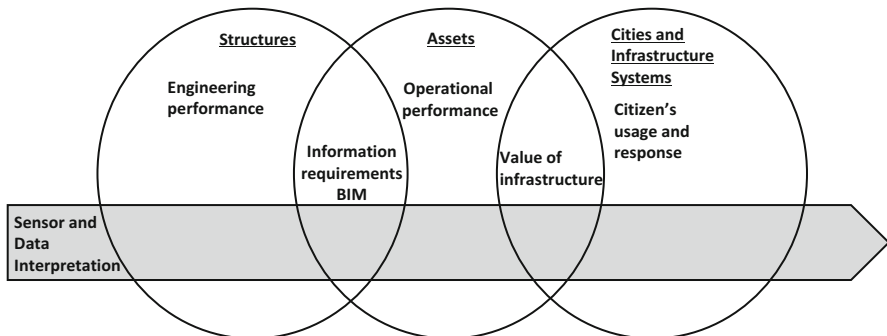 Structures
Engineering
performance
Information
requirements
BIM
Assets
Operational
performance
Value of
infrastructure
Cities and
Infrastructure
Systems
Citizen’s
usage and
response
Sensor and
Data
Interpretation